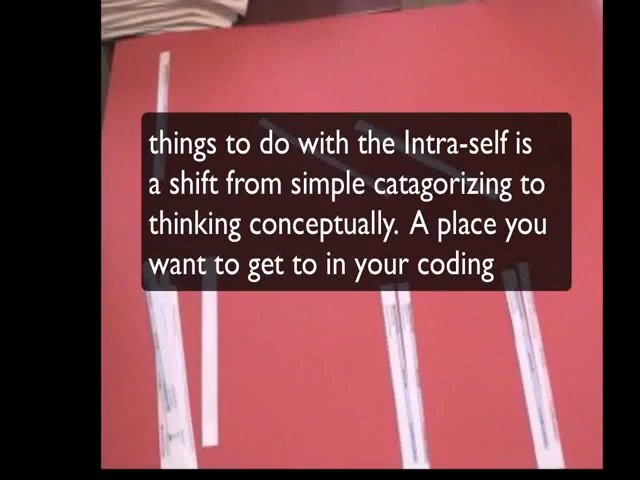 things to do with the Intra-self is
a shift from simple catagorizing to
thinking conceptually. A place you
want to get to in your coding